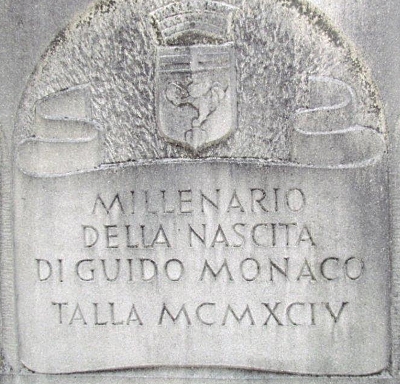 MILLENARIO
DELLA NASCITA
DI GUIDO MONACO
TALLA MCMXCIV